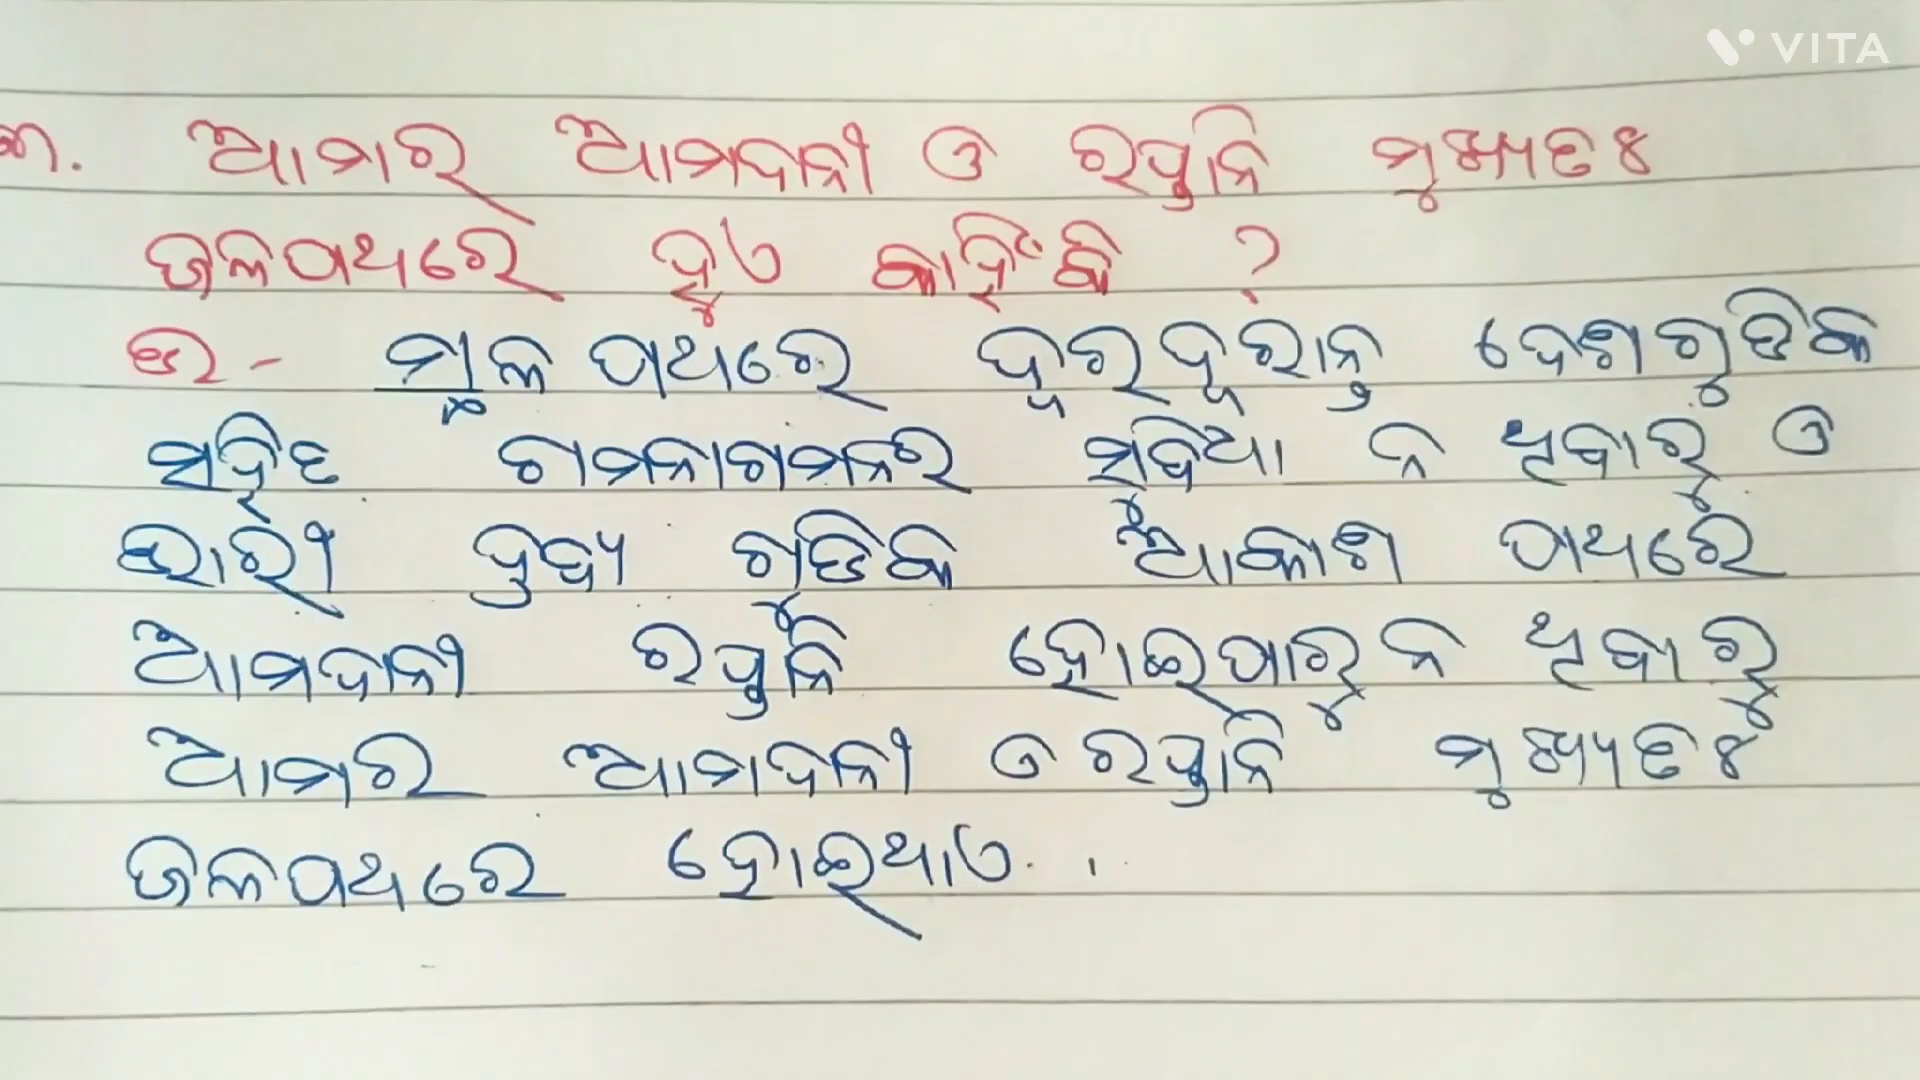 VITA
ଆମର ଆମଦାନୀ ଓ ରପ୍ତାନି ମୁଖ୍ୟତଃ
ଜଳପଥରେ ହୁଏ କାହିଁକି ?
ଉ - ସ୍ଥଳ ପଥରେ ଦୂରଦୂରାନ୍ତ ଦେଶଗୁଡିକ
ସହିତ ଗମନାଗମନର ସୁବିଧା ନ ଥିବାରୁ ଓ
ଭାରୀ ଦ୍ରବ୍ୟ ଗୁଡିକ ଆକାଶ ପଥରେ
ଆମଦାନୀ ରପ୍ତାନି ହୋଇପାରୁ ନ ଥିବାରୁ
ଆମର ଆମଦାନୀ ଓ ରପ୍ତାନି ମୁଖ୍ୟତଃ
ଜଳପଥରେ ହୋଇଥାଏ ।